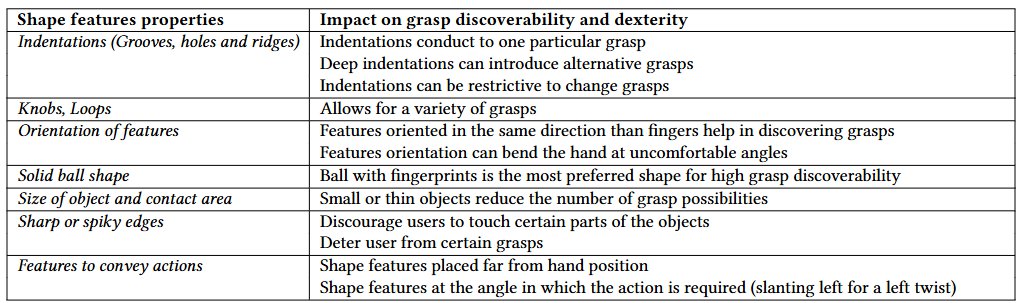 Shape features properties Impact on grasp discoverability and dexterity
Indentations (Grooves, holes and ridges) Indentations conduct to one particular grasp
Deep indentations can introduce alternative grasps
Indentations can be restrictive to change grasps
Knobs, Loops Allows for a variety of grasps
Orientation of features Features oriented in the same direction than fingers help in discovering grasps
Features orientation can bend the hand at uncomfortable angles
Solid ball shape Ball with fingerprints is the most preferred shape for high grasp discoverability
Size of object and contact area Small or thin objects reduce the number of grasp possibilities
Sharp or spiky edges Discourage users to touch certain parts of the objects
Deter user from certain grasps
Features to convey actions Shape features placed far from hand position
Shape features at the angle in which the action is required (slanting left for a left twist)